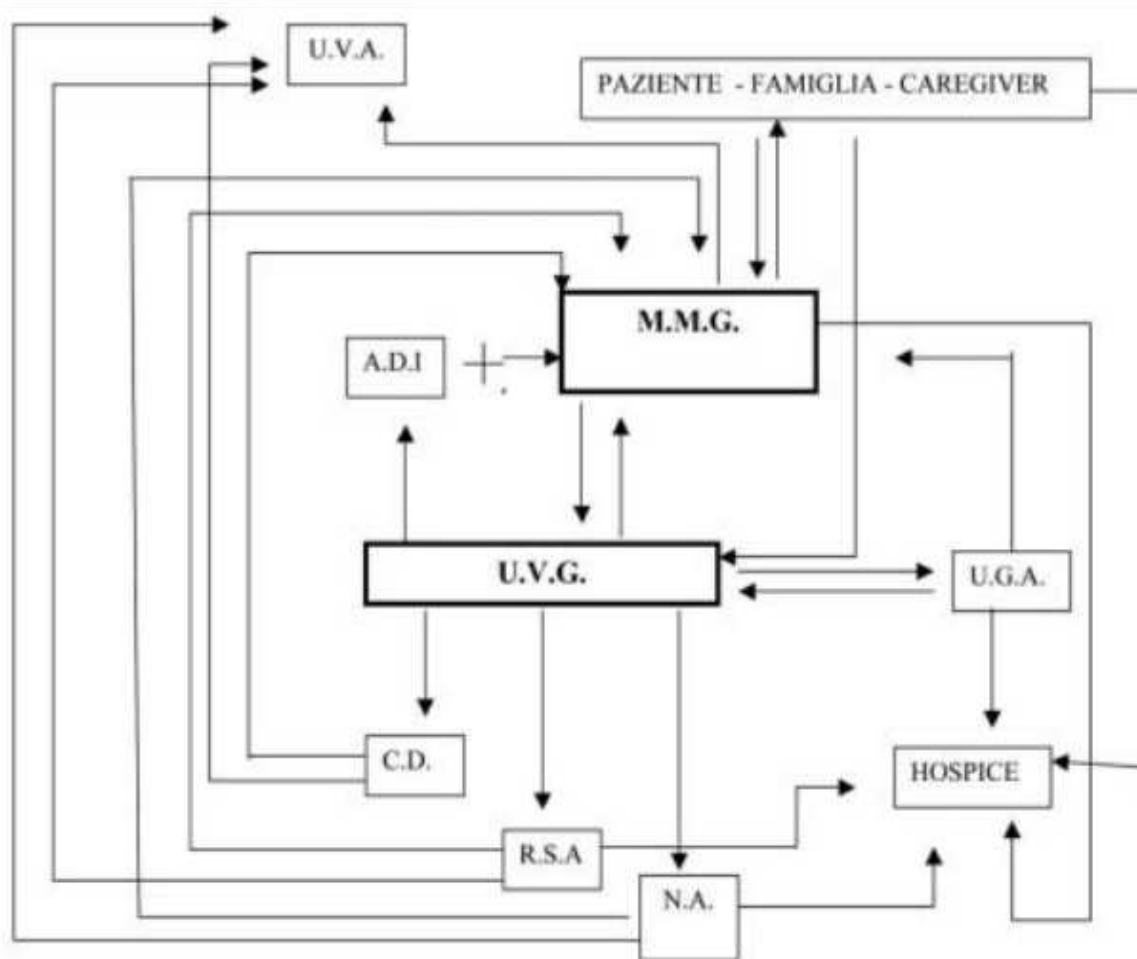 U.V.A.
PAZIENTE - FAMIGLIA - CAREGIVER
M.M.G.
A.D.I
U.V.G.
U.G.A.
C.D.
HOSPICE
R.S.A
N.A.